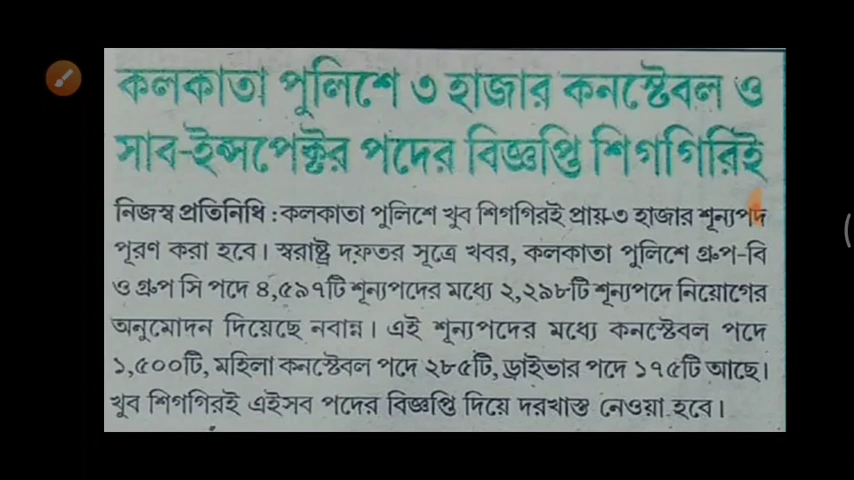 কলকাতা পুলিশে ৩ হাজার কনস্টেবল ও
সাব-ইন্সপেক্টর পদের বিজ্ঞপ্তি শিগগিরিই
নিজস্ব প্রতিনিধি : কলকাতা পুলিশে খুব শিগগিরই প্রায় ৩ হাজার শূন্যপদ
পূরণ করা হবে। স্বরাষ্ট্র দফতর সূত্রে খবর, কলকাতা পুলিশে গ্রুপ-বি
ও গ্রুপ সি পদে ৪,৫৯৭টি শূন্যপদের মধ্যে ২,২৯৮টি শূন্যপদে নিয়োগের
অনুমোদন দিয়েছে নবান্ন। এই শূন্যপদের মধ্যে কনস্টেবল পদে
১,৫০০টি, মহিলা কনস্টেবল পদে ২৮৫টি, ড্রাইভার পদে ১৭৫টি আছে।
খুব শিগগিরই এইসব পদের বিজ্ঞপ্তি দিয়ে দরখাস্ত নেওয়া হবে।